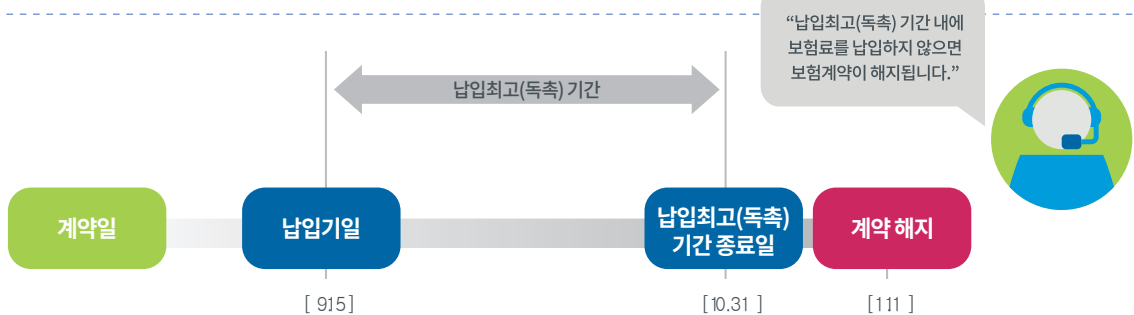 “납입최고(독촉) 기간 내에
보험료를 납입하지 않으면
보험계약이 해지됩니다.”
납입최고(독촉) 기간
계약일
납입기일
납입최고(독촉)
기간 종료일
계약 해지
[ 9.15 ]
[10.31 ]
[11.1 ]